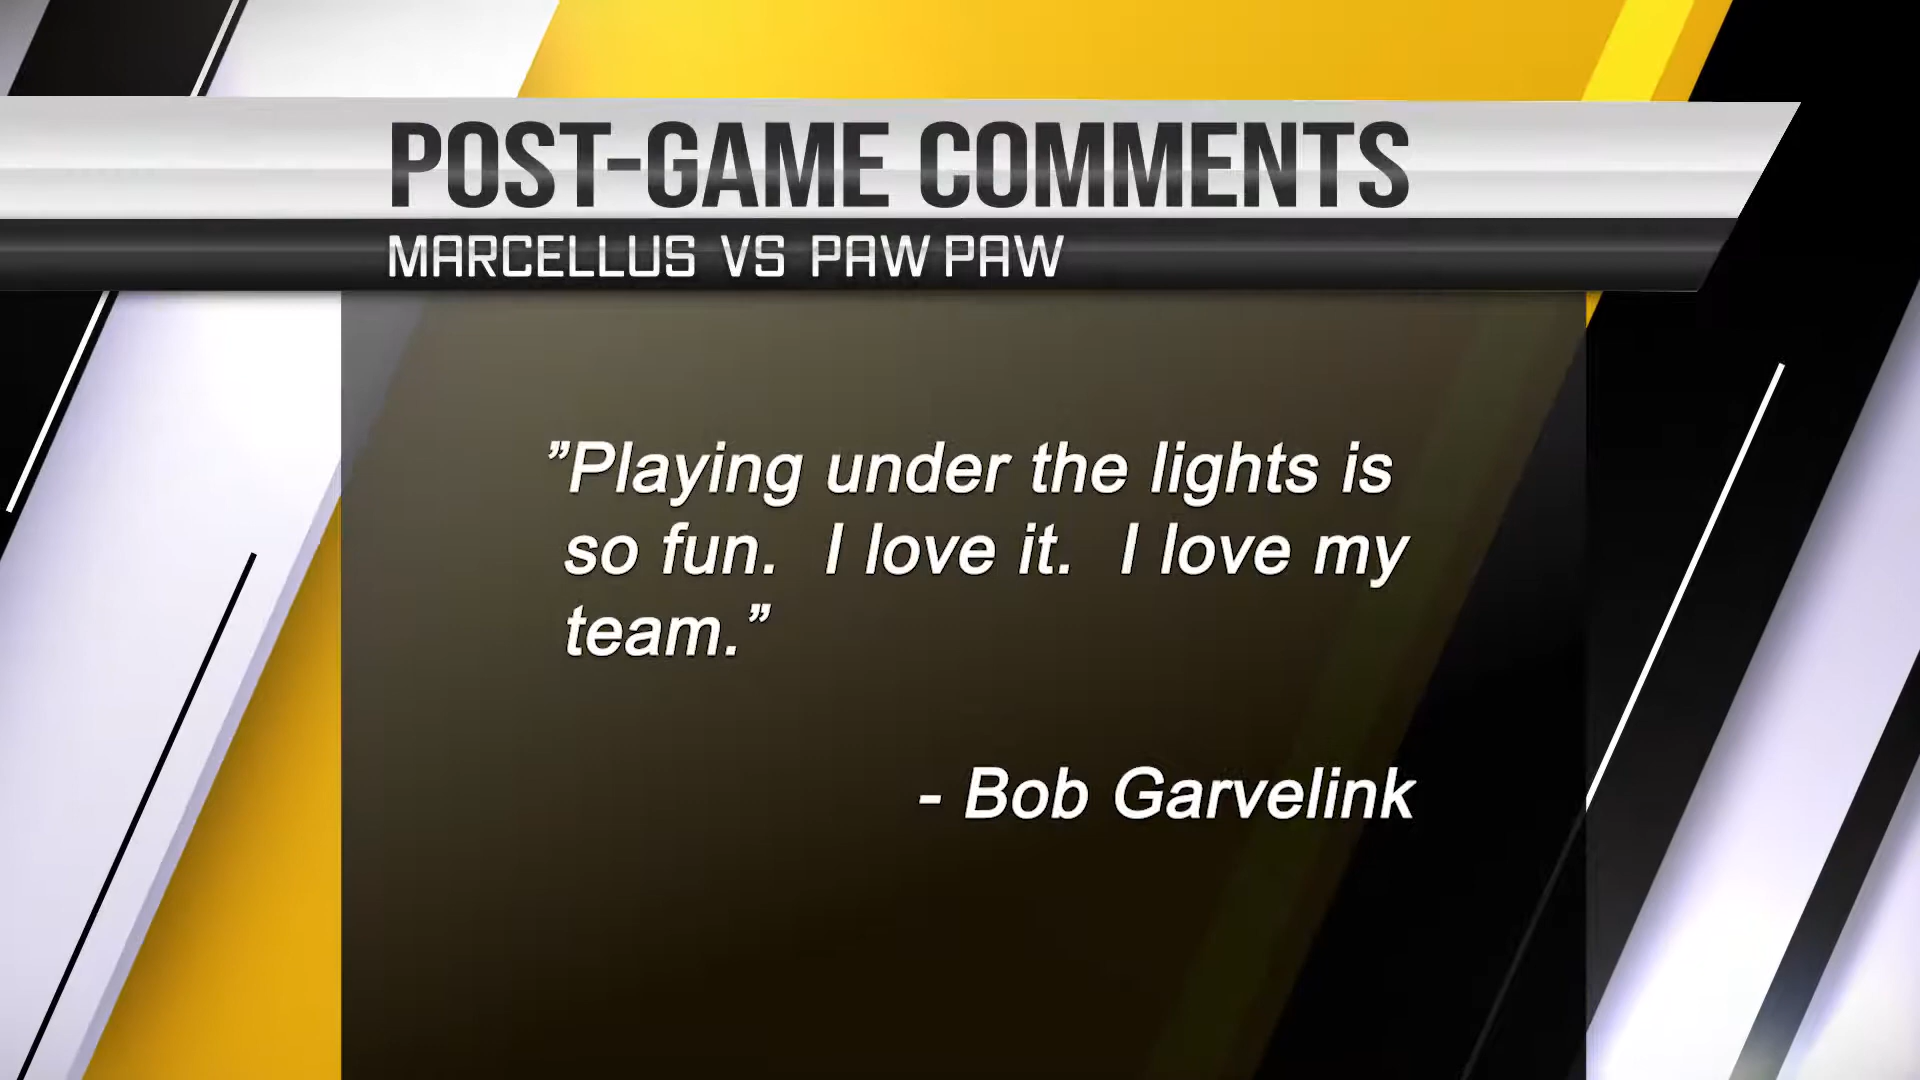 POST-GAME COMMENTS
MARCELLUS VS PAW PAW
”Playing under the lights is
so fun.  I love it.  I love my
team.”
- Bob Garvelink